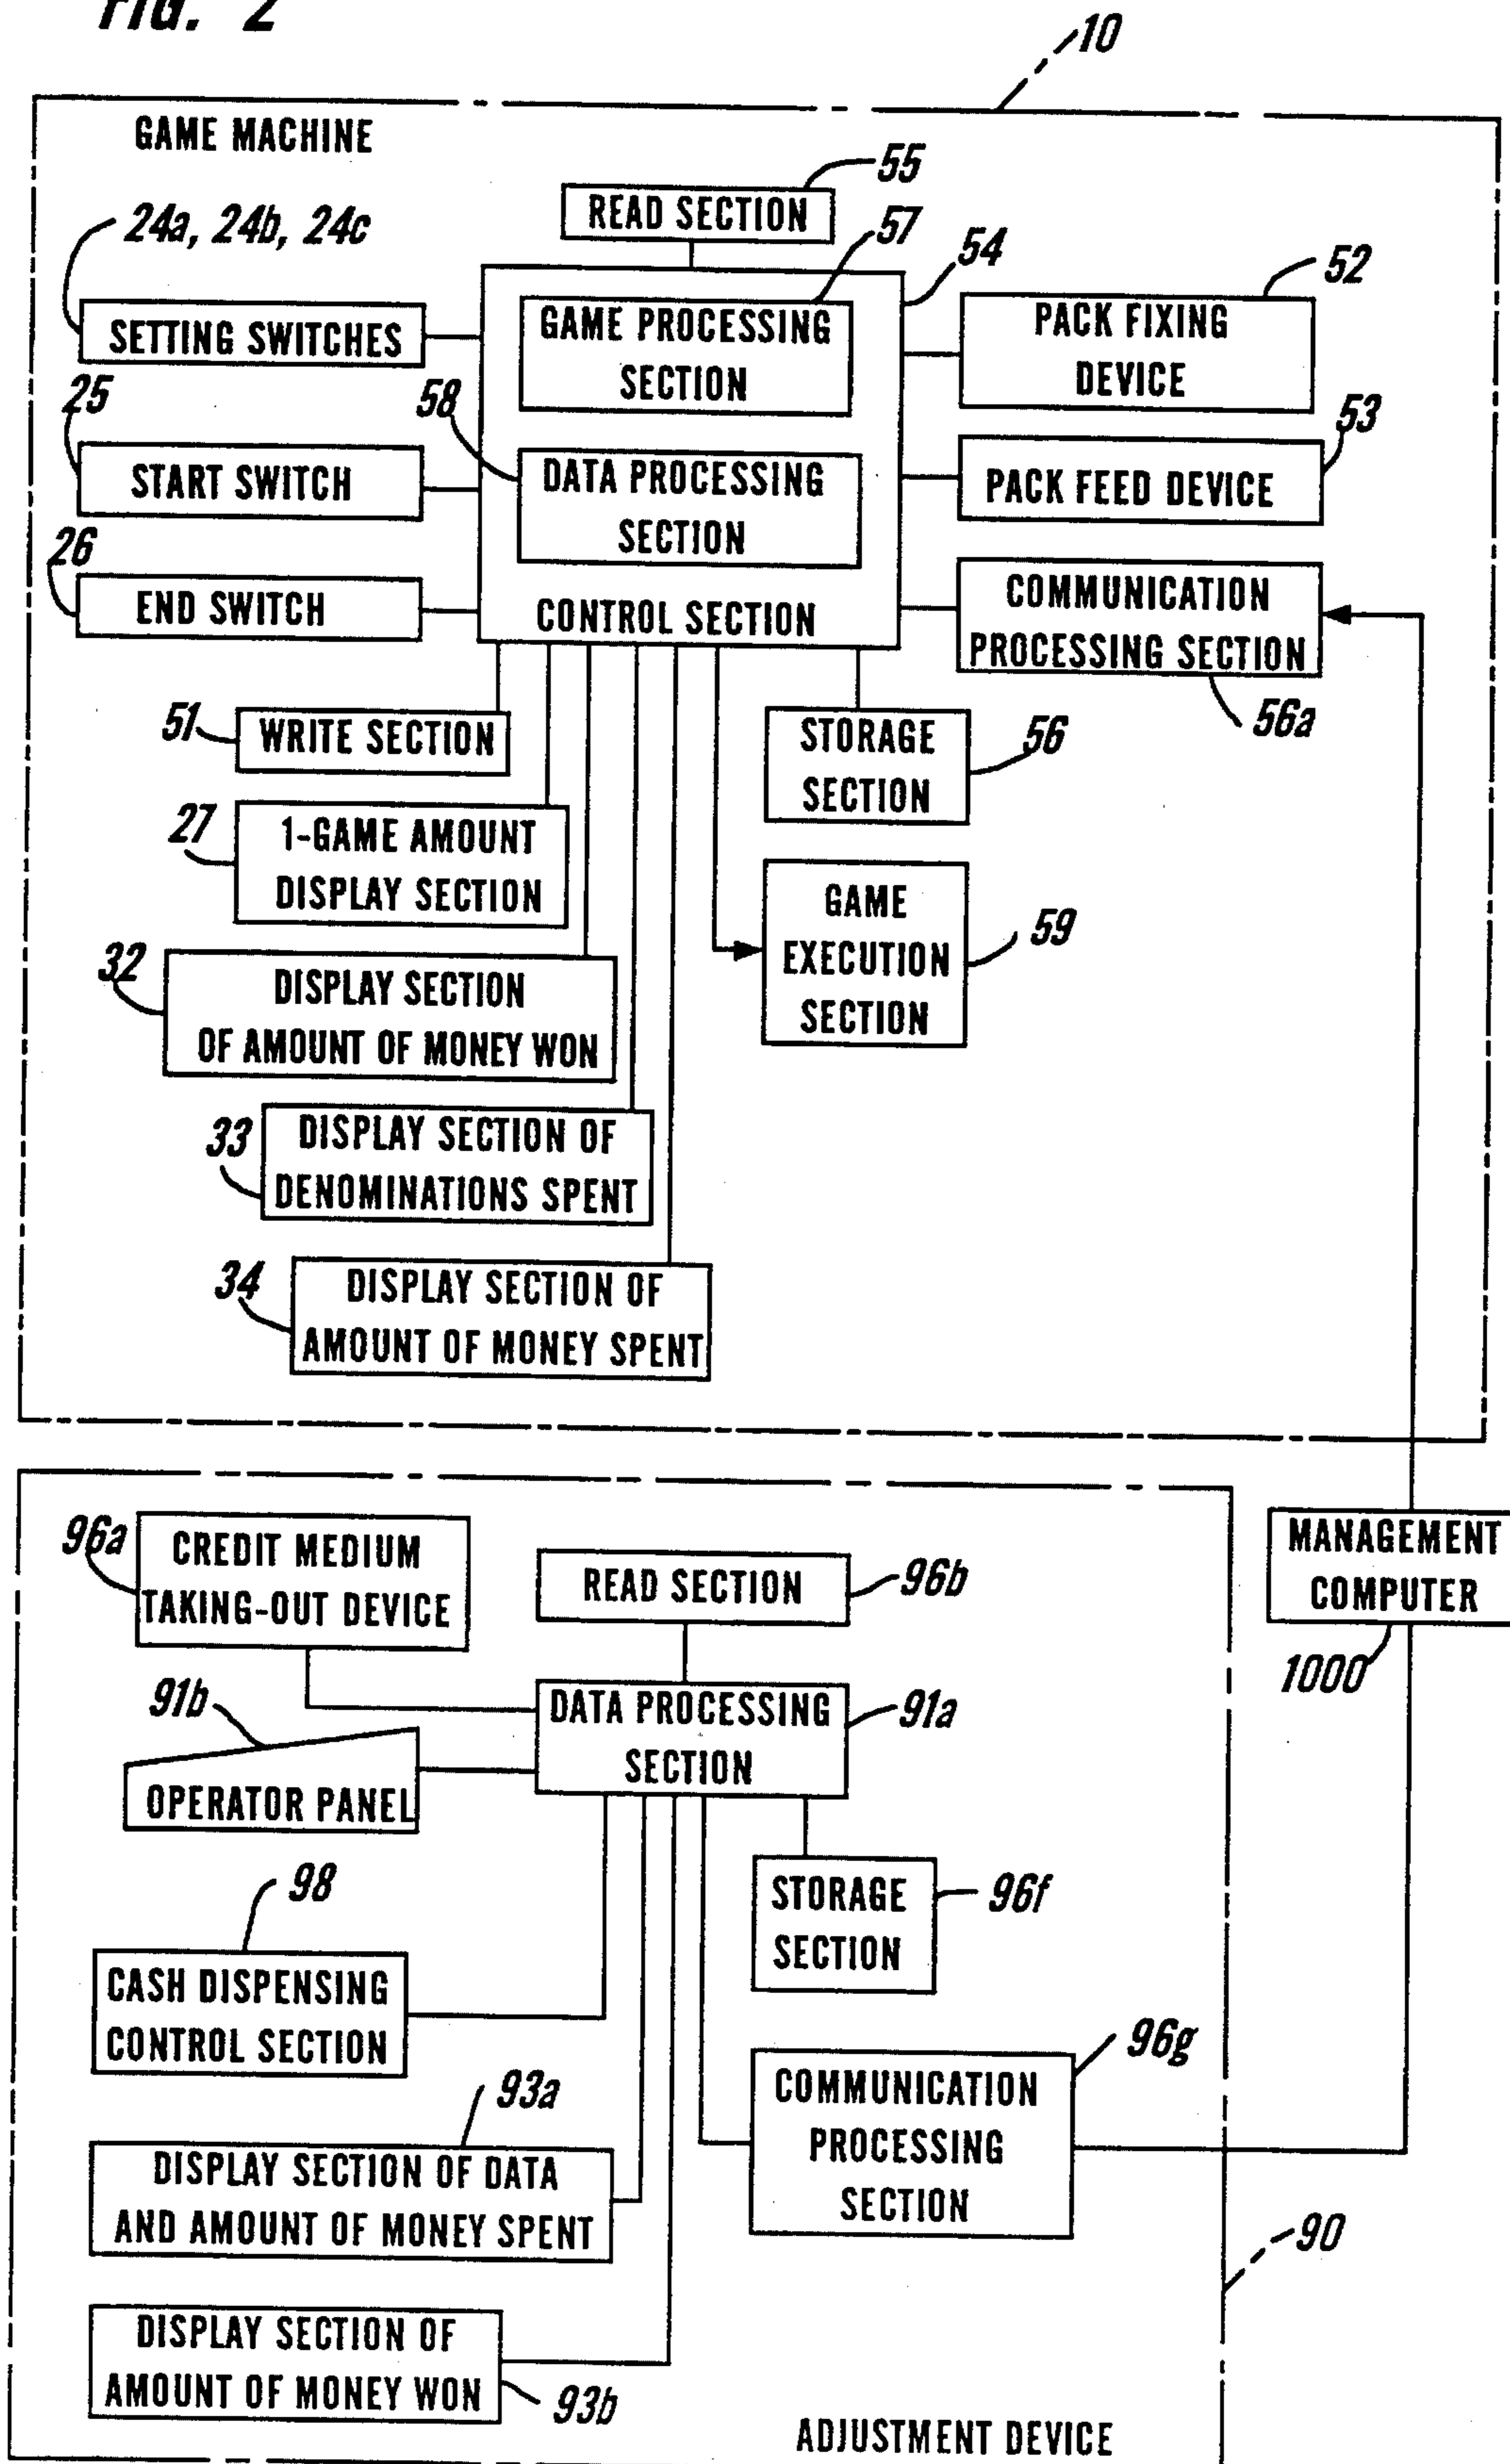 FIG. 2
10
GAME MACHINE
55
READ SECTION
24a, 24b, 24c
57
54
52
SETTING SWITCHES
GAME PROCESSING
SECTION
PACK FIXING
DEVICE
25
58
53
START SWITCH
DATA PROCESSING
SECTION
PACK FEED DEVICE
26
END SWITCH
CONTROL SECTION
COMMUNICATION
PROCESSING SECTION
56a
51
WRITE SECTION
STORAGE
SECTION
56
27
1-GAME AMOUNT
DISPLAY SECTION
GAME
EXECUTION
SECTION
59
32
DISPLAY SECTION
OF AMOUNT OF MONEY WON
33
DISPLAY SECTION OF
DENOMINATIONS SPENT
34
DISPLAY SECTION OF
AMOUNT OF MONEY SPENT
96a
CREDIT MEDIUM
TAKING-OUT DEVICE
READ SECTION
96b
MANAGEMENT
COMPUTER
1000
91b
OPERATOR PANEL
DATA PROCESSING
SECTION
91a
98
CASH DISPENSING
CONTROL SECTION
STORAGE
SECTION
96f
93a
DISPLAY SECTION OF DATA
AND AMOUNT OF MONEY SPENT
COMMUNICATION
PROCESSING
SECTION
96g
90
DISPLAY SECTION OF
AMOUNT OF MONEY WON
93b
ADJUSTMENT DEVICE